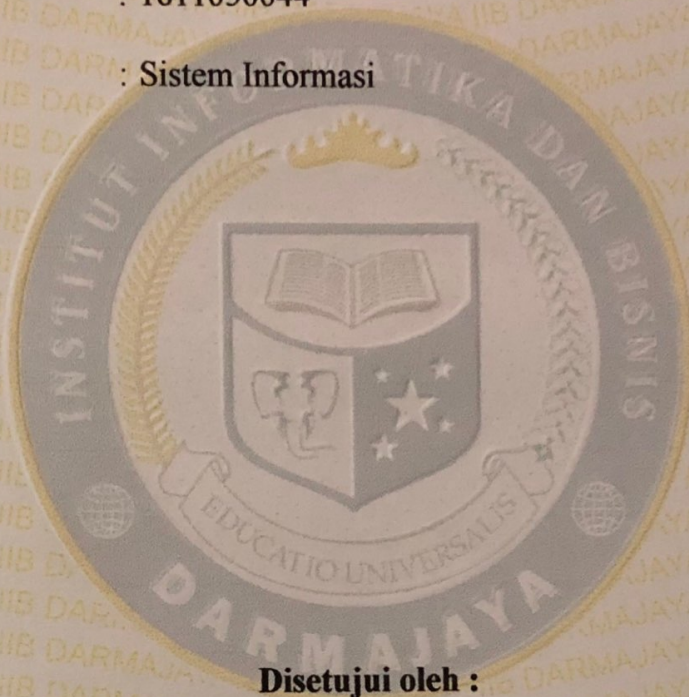 : Sistem Informasi
INSTITUT INFORMATIKA DAN BISNIS
EDUCATIO UNIVERSALIS
DARMAJAYA
Disetujui oleh :